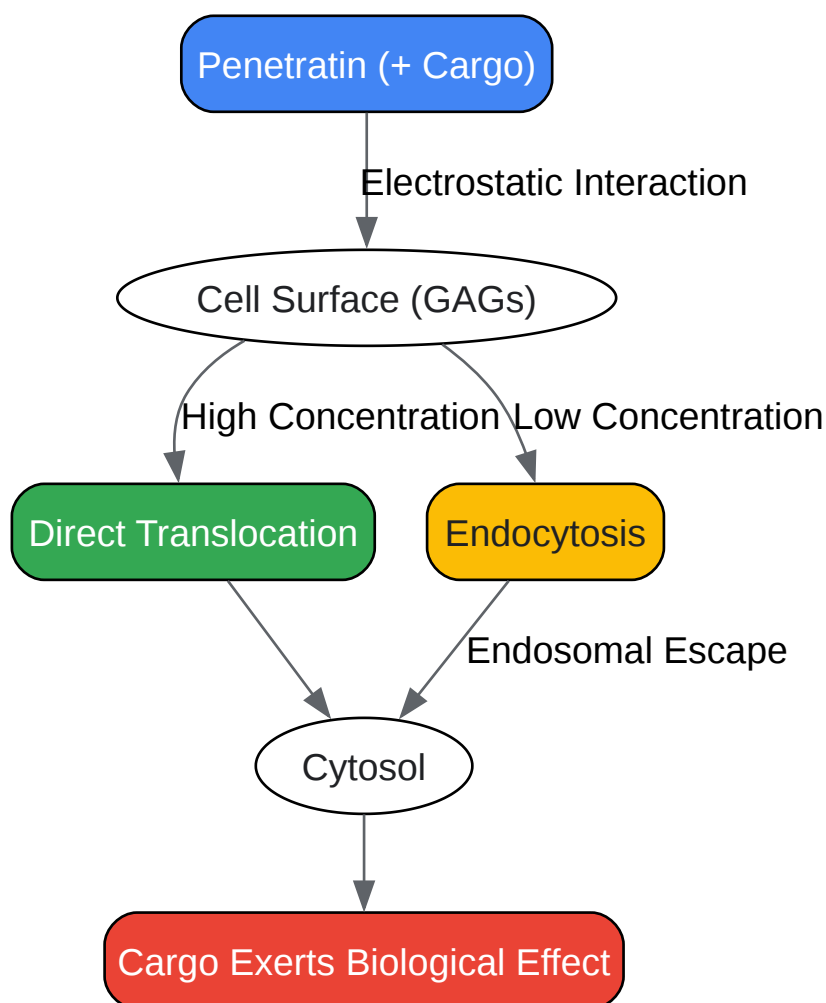 Penetratin (+ Cargo)
Electrostatic Interaction
Cell Surface (GAGs)
High Concentration
Low Concentration
Direct Translocation
Endocytosis
Endosomal Escape
Cytosol
Cargo Exerts Biological Effect